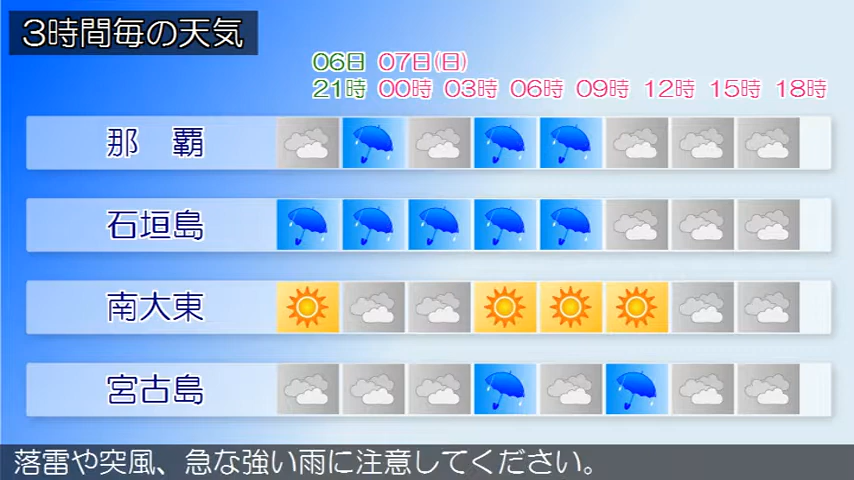 3時間毎の天気
06日 07日(日)
21時 00時 03時 06時 09時 12時 15時 18時
那　覇
石垣島
南大東
宮古島
落雷や突風、急な強い雨に注意してください。